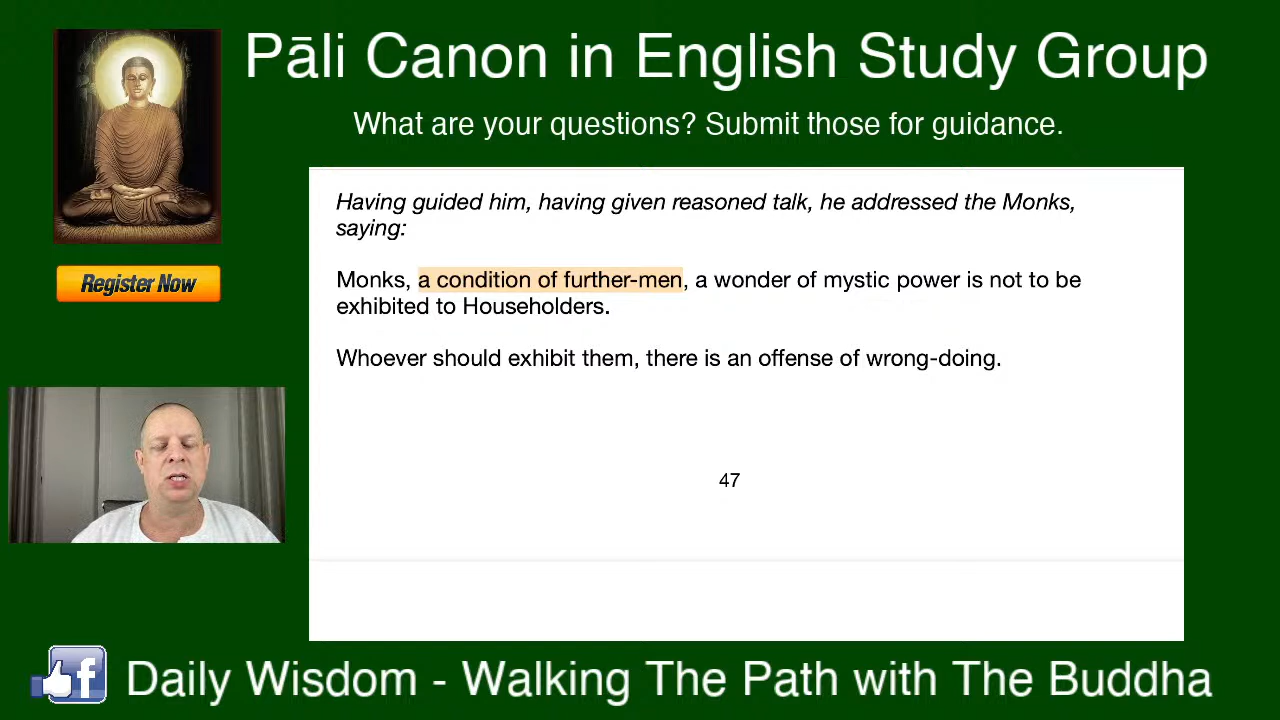 Pāli Canon in English Study Group
What are your questions? Submit those for guidance.
Register Now
Having guided him, having given reasoned talk, he addressed the Monks,
saying:
Monks, a condition of further-men, a wonder of mystic power is not to be
exhibited to Householders.
Whoever should exhibit them, there is an offense of wrong-doing.
47
f
Daily Wisdom - Walking The Path with The Buddha